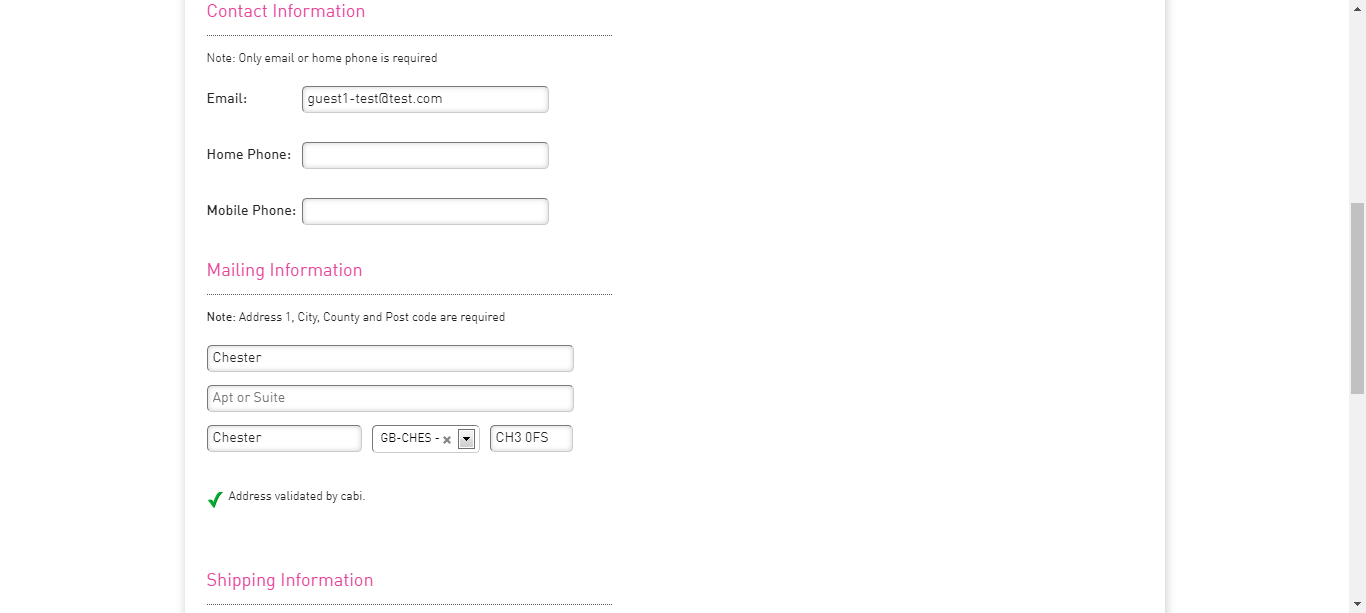 Contact Information
Note: Only email or home phone is required
Email: guest1-test@test.com
Home Phone:
Mobile Phone:
Mailing Information
Note: Address 1, City, County and Post code are required
Chester
Apt or Suite
Chester GB-CHES - CH3 0FS
Address validated by cabi.
Shipping Information